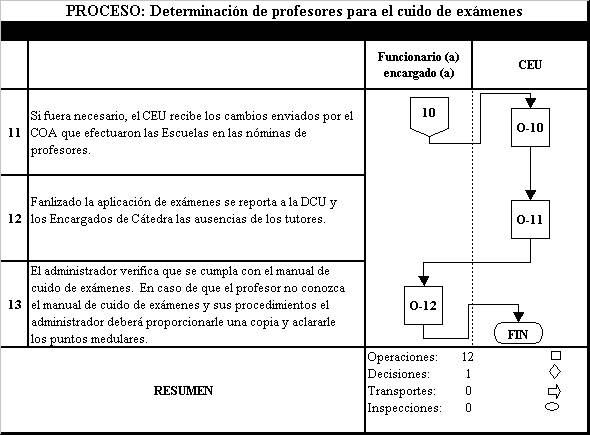 PROCESO: Determinación de profesores para el cuido de exámenes
Funcionario (a)
encargado (a)
CEU
11
Si fuera necesario, el CEU recibe los cambios enviados por el
COA que efectuaron las Escuelas en las nóminas de
profesores.
10
O-10
12
Fanlizado la aplicación de exámenes se reporta a la DCU y
los Encargados de Cátedra las ausencias de los tutores.
O-11
13
El administrador verifica que se cumpla con el manual de
cuido de exámenes.  En caso de que el profesor no conozca
el manual de cuido de exámenes y sus procedimientos el
administrador deberá proporcionarle una copia y aclararle
los puntos medulares.
O-12
FIN
RESUMEN
Operaciones: 12
Decisiones: 1
Transportes: 0
Inspecciones: 0